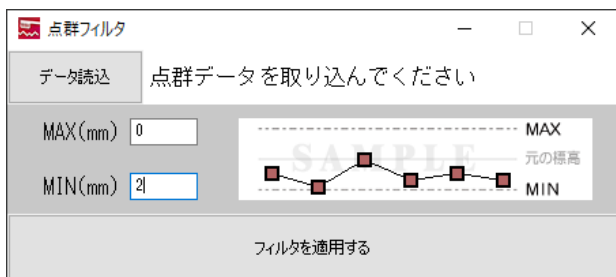 点群フィルタ
データ読込 点群データを取り込んでください
MAX(mm) 0
MAX
SAMPLE 元の標高
MIN(mm) 2
MIN
フィルタを適用する